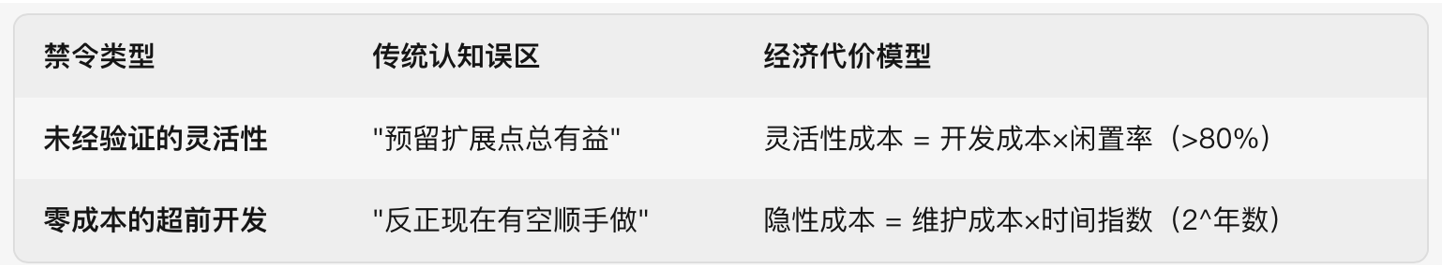 禁令类型 传统认知误区 经济代价模型
未经验证的灵活性 "预留扩展点总有益" 灵活性成本 = 开发成本×闲置率（>80%）
零成本的超前开发 "反正现在有空顺手做" 隐性成本 = 维护成本×时间指数（2^年数）